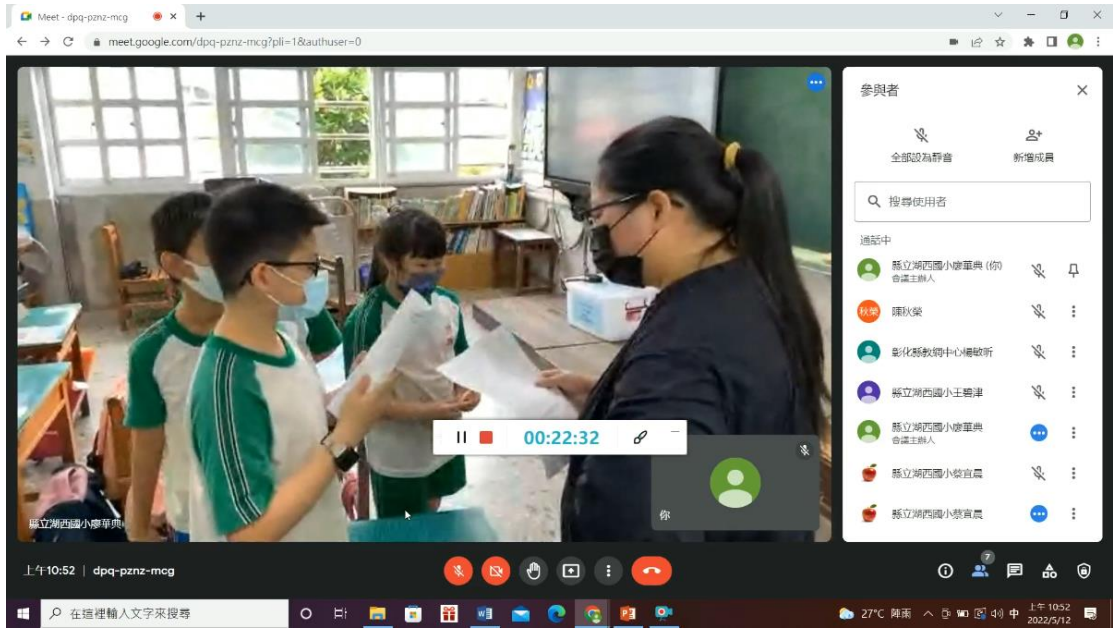 Meet - dpq-pznz-mcg
meet.google.com/dpq-pznz-mcg?pli=1&authuser=0
參與者
全部設為靜音
新增成員
搜尋使用者
通話中
縣立湖西國小廖華典 (你)
會議主辦人
秋榮
陳秋榮
彰化縣教網中心楊敏昕
縣立湖西國小王碧津
縣立湖西國小廖華典
會議主辦人
縣立湖西國小蔡宜晨
縣立湖西國小蔡宜晨
00:22:32
縣立湖西國小廖華典
你
上午10:52 | dpq-pznz-mcg
7
在這裡輸入文字來搜尋
27°C 陣雨
中
上午 10:52
2022/5/12